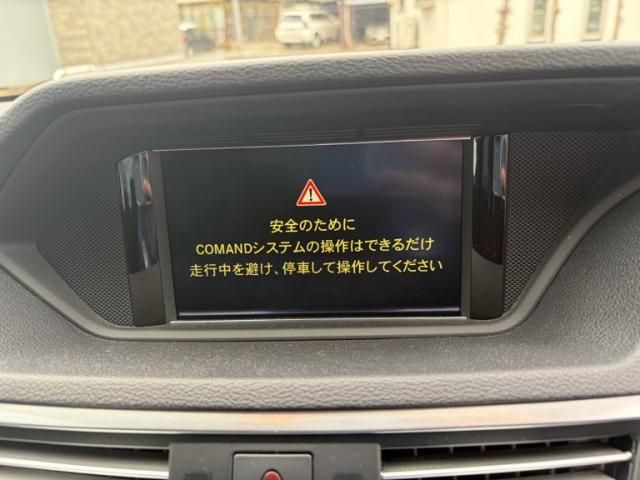 安全のために
COMANDシステムの操作はできるだけ
走行中を避け、停車して操作してください